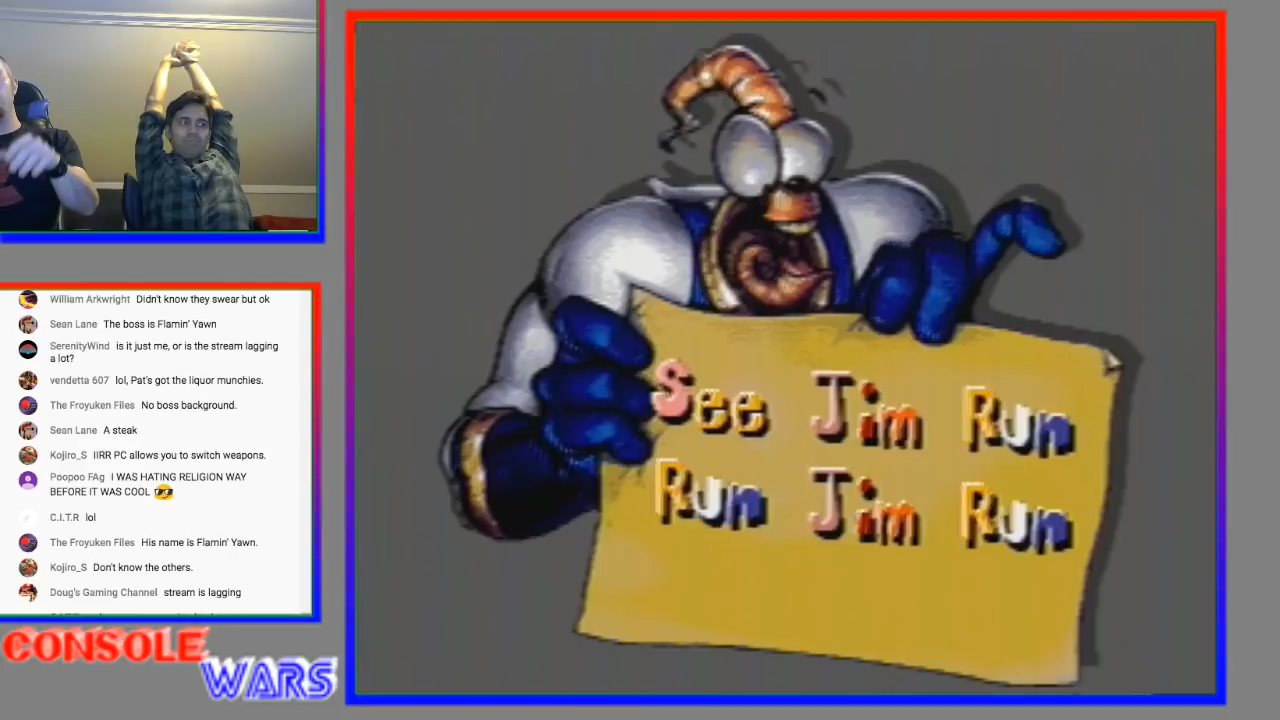 William Arkwright Didn't know they swear but ok
Sean Lane The boss is Flamin' Yawn
SerenityWind is it just me, or is the stream lagging
a lot?
vendetta 607 lol, Pat's got the liquor munchies.
The Froyuken Files No boss background.
Sean Lane A steak
Kojiro_S IIRR PC allows you to switch weapons.
Poopoo FAg I WAS HATING RELIGION WAY
BEFORE IT WAS COOL
C.I.T.R lol
The Froyuken Files His name is Flamin' Yawn.
Kojiro_S Don't know the others.
Doug's Gaming Channel stream is lagging
CONSOLE
WARS
See Jim Run
Run Jim Run